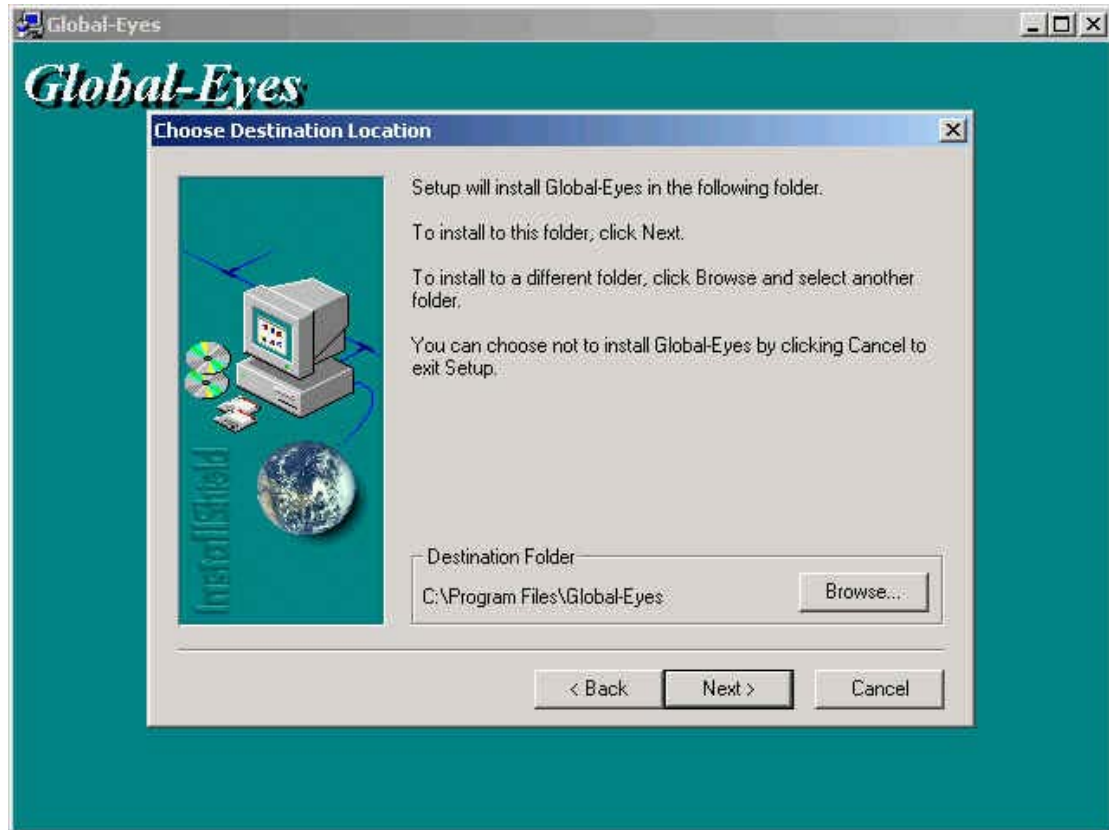 Global-Eyes
Global-Eyes
Choose Destination Location
Setup will install Global-Eyes in the following folder.
To install to this folder, click Next.
To install to a different folder, click Browse and select another
folder.
You can choose not to install Global-Eyes by clicking Cancel to
exit Setup.
InstallShield
Destination Folder
C:\Program Files\Global-Eyes
Browse...
< Back
Next >
Cancel